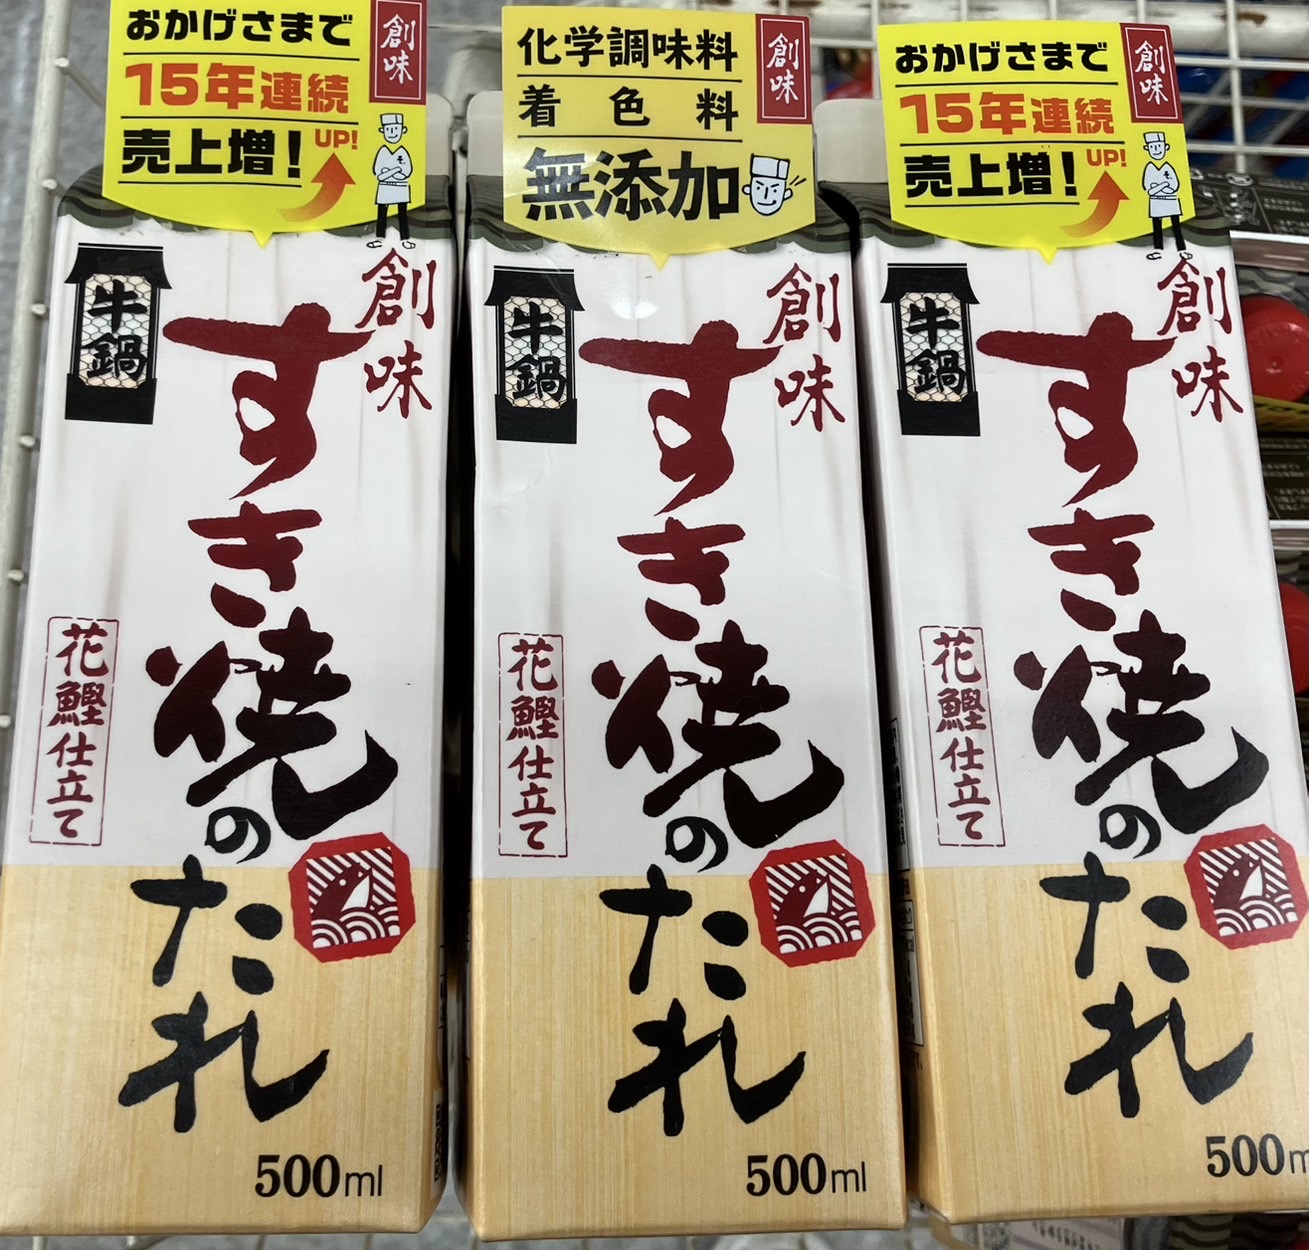 おかげさまで
15年連続
売上増！
UP!
創味
牛鍋
創味
すき焼のたれ
花鰹仕立て
500ml
化学調味料
着色料
無添加
創味
牛鍋
創味
すき焼のたれ
花鰹仕立て
500ml
おかげさまで
15年連続
売上増！
UP!
創味
そ
牛鍋
創味
すき焼のたれ
花鰹仕立て
500m